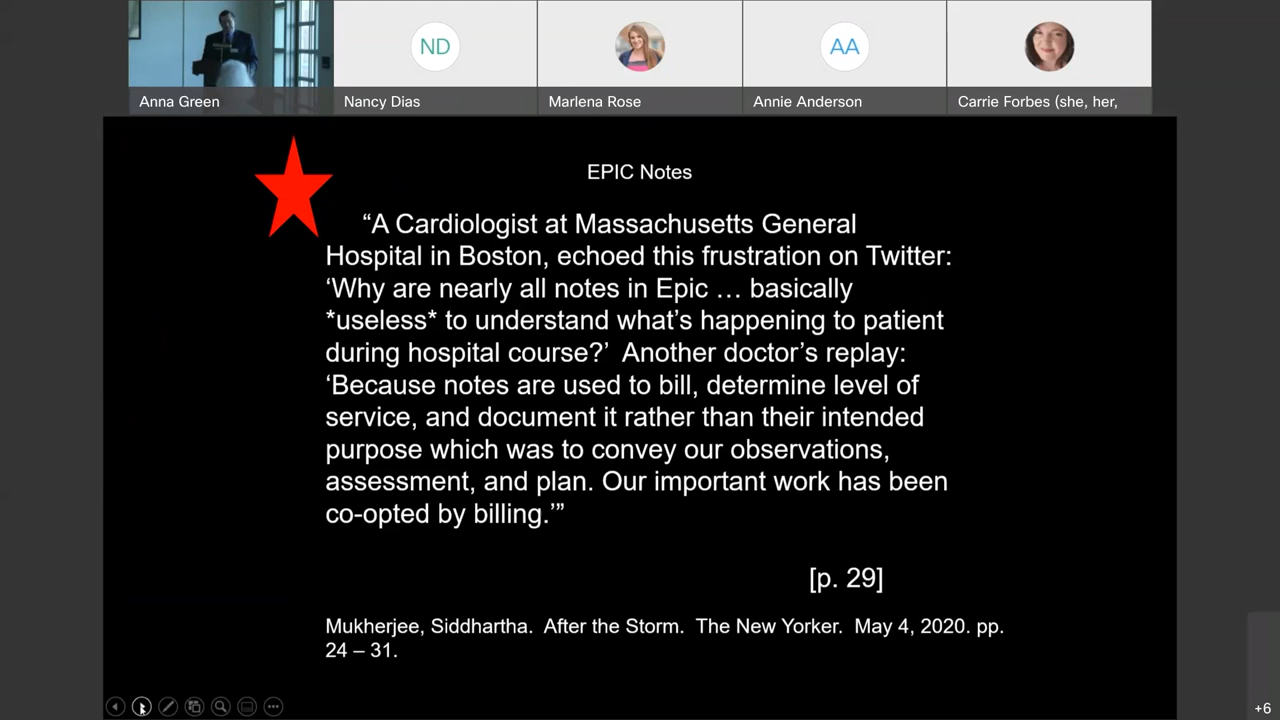 ND
AA
Anna Green
Nancy Dias
Marlena Rose
Annie Anderson
Carrie Forbes (she, her,
EPIC Notes
“A Cardiologist at Massachusetts General
Hospital in Boston, echoed this frustration on Twitter:
‘Why are nearly all notes in Epic … basically
*useless* to understand what’s happening to patient
during hospital course?’  Another doctor’s replay:
‘Because notes are used to bill, determine level of
service, and document it rather than their intended
purpose which was to convey our observations,
assessment, and plan. Our important work has been
co-opted by billing.’”
[p. 29]
Mukherjee, Siddhartha.  After the Storm.  The New Yorker.  May 4, 2020. pp.
24 – 31.
+6